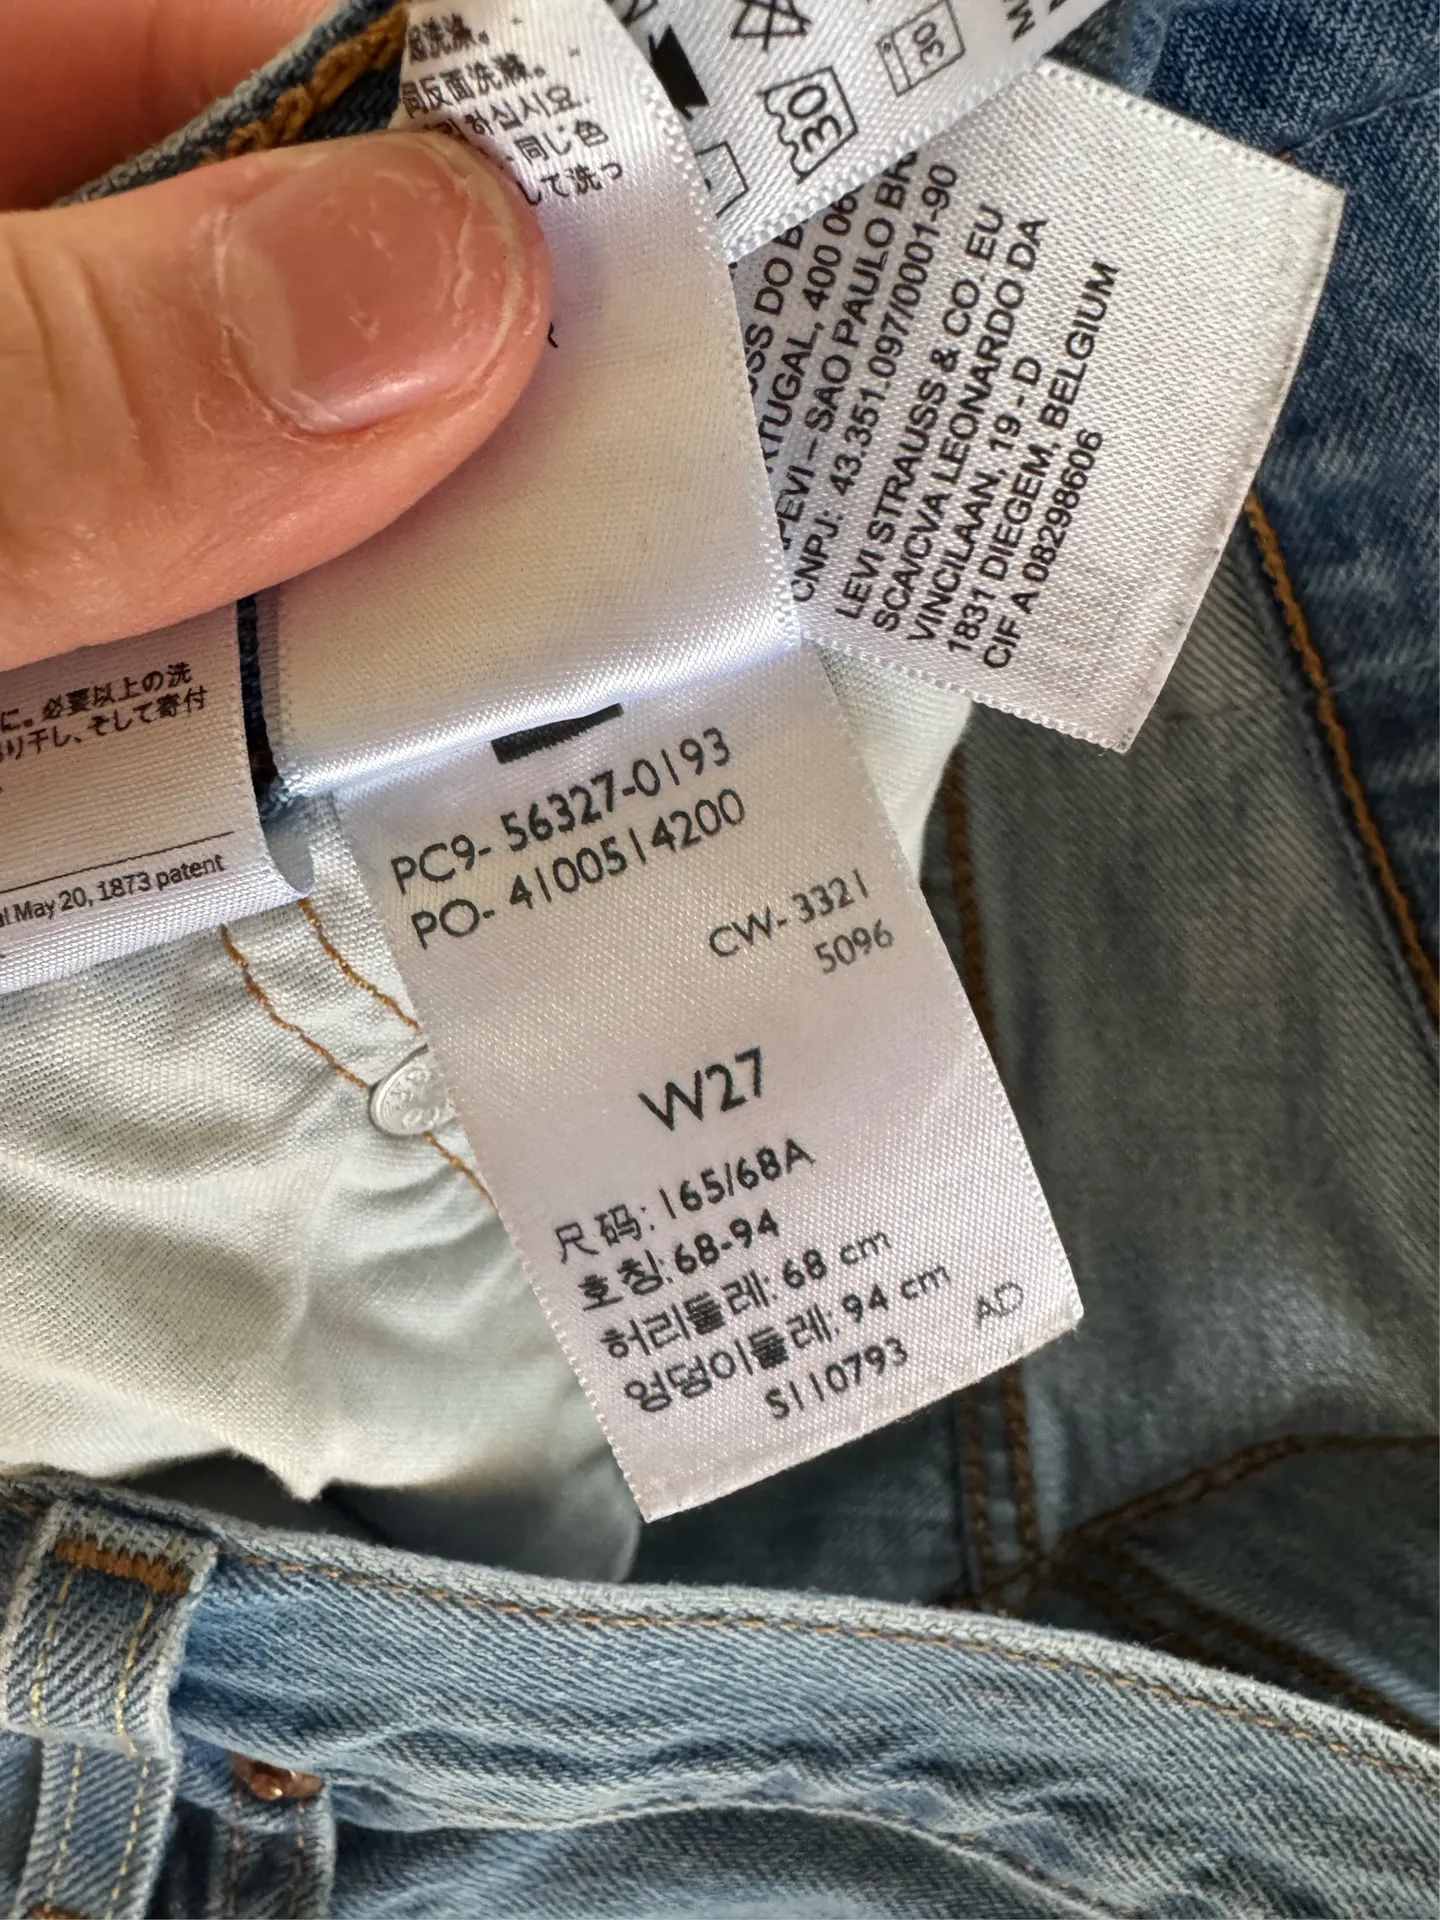 同反面洗滌。
하십시오.
同じ色
して洗っ
30
30
PORTUGAL, 400 06
SAO PAULO BR
CNPJ: 43.351.097/0001-90
LEVI STRAUSS & CO. EU
SCA/CVA LEONARDO DA
VINCILAAN, 19 - D
1831 DIEGEM, BELGIUM
CIF A 08298606
に。必要以上の洗
り干し、そして寄付
May 20, 1873 patent
PC9- 56327-0193
PO- 4100514200
CW- 3321
5096
W27
尺码: 165/68A
호칭: 68-94
허리둘레: 68 cm
엉덩이둘레: 94 cm
AD
S110793